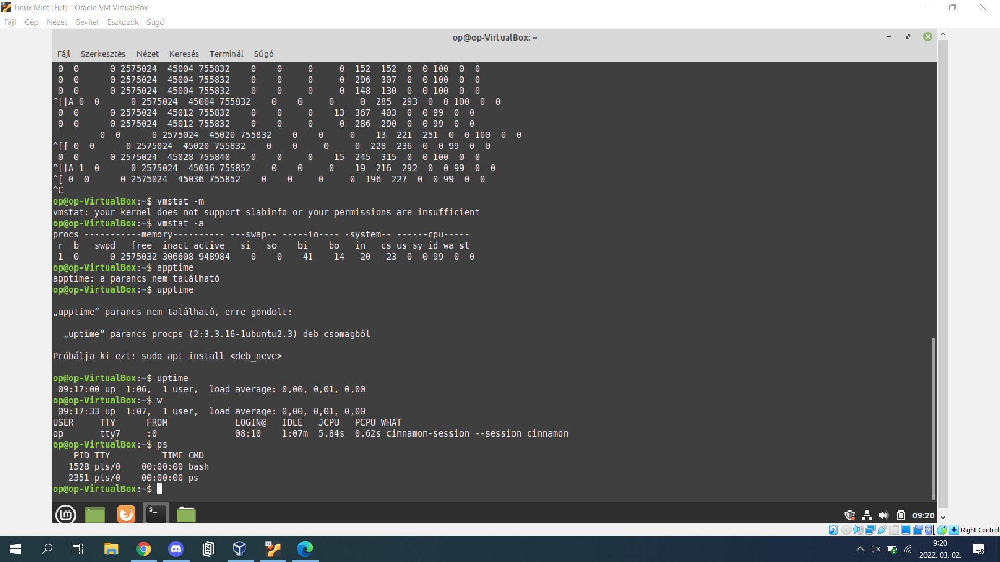 Linux Mint [Fut] - Oracle VM VirtualBox
Fájl Gép Nézet Bevitel Eszközök Súgó
op@op-VirtualBox: ~
Fájl Szerkesztés Nézet Keresés Terminál Súgó
 0  0      0 2575024  45004 755832    0    0     0     0  152  152  0  0 100  0  0
 0  0      0 2575024  45004 755832    0    0     0     0  296  307  0  0 100  0  0
 0  0      0 2575024  45004 755832    0    0     0     0  148  130  0  0 100  0  0
^[[A 0  0      0 2575024  45004 755832    0    0     0     0  285  293  0  0 100  0  0
 0  0      0 2575024  45012 755832    0    0     0    13  367  403  0  0 99  0  0
 0  0      0 2575024  45012 755832    0    0     0     0  286  290  0  0 99  0  0
         0  0      0 2575024  45020 755832    0    0     0    13  221  251  0  0 100  0  0
^[[ 0  0      0 2575024  45020 755832    0    0     0     0  228  236  0  0 99  0  0
 0  0      0 2575024  45028 755840    0    0     0    15  245  315  0  0 100  0  0
^[[A 1  0      0 2575024  45036 755852    0    0     0    19  216  292  0  0 99  0  0
^[ 0  0      0 2575024  45036 755852    0    0     0     0  196  227  0  0 99  0  0
^C
op@op-VirtualBox:~$ vmstat -m
vmstat: your kernel does not support slabinfo or your permissions are insufficient
op@op-VirtualBox:~$ vmstat -a
procs -----------memory---------- ---swap-- -----io---- -system-- ------cpu-----
 r  b   swpd   free  inact active   si   so    bi    bo   in   cs us sy id wa st
 1  0      0 2575032 306608 948984    0    0    41    14   20   23  0  0 99  0  0
op@op-VirtualBox:~$ apptime
apptime: a parancs nem található
op@op-VirtualBox:~$ upptime
„upptime” parancs nem található, erre gondolt:
„uptime” parancs procps (2:3.3.16-1ubuntu2.3) deb csomagból
Próbálja ki ezt: sudo apt install <deb_neve>
op@op-VirtualBox:~$ uptime
 09:17:00 up  1:06,  1 user,  load average: 0,00, 0,01, 0,00
op@op-VirtualBox:~$ w
 09:17:33 up  1:07,  1 user,  load average: 0,00, 0,01, 0,00
USER     TTY      FROM             LOGIN@   IDLE   JCPU   PCPU WHAT
op       tty7     :0               08:10    1:07m  5.84s  0.62s cinnamon-session --session cinnamon
op@op-VirtualBox:~$ ps
    PID TTY          TIME CMD
   1528 pts/0    00:00:00 bash
   2351 pts/0    00:00:00 ps
op@op-VirtualBox:~$
09:20
Right Control
9:20
2022. 03. 02.